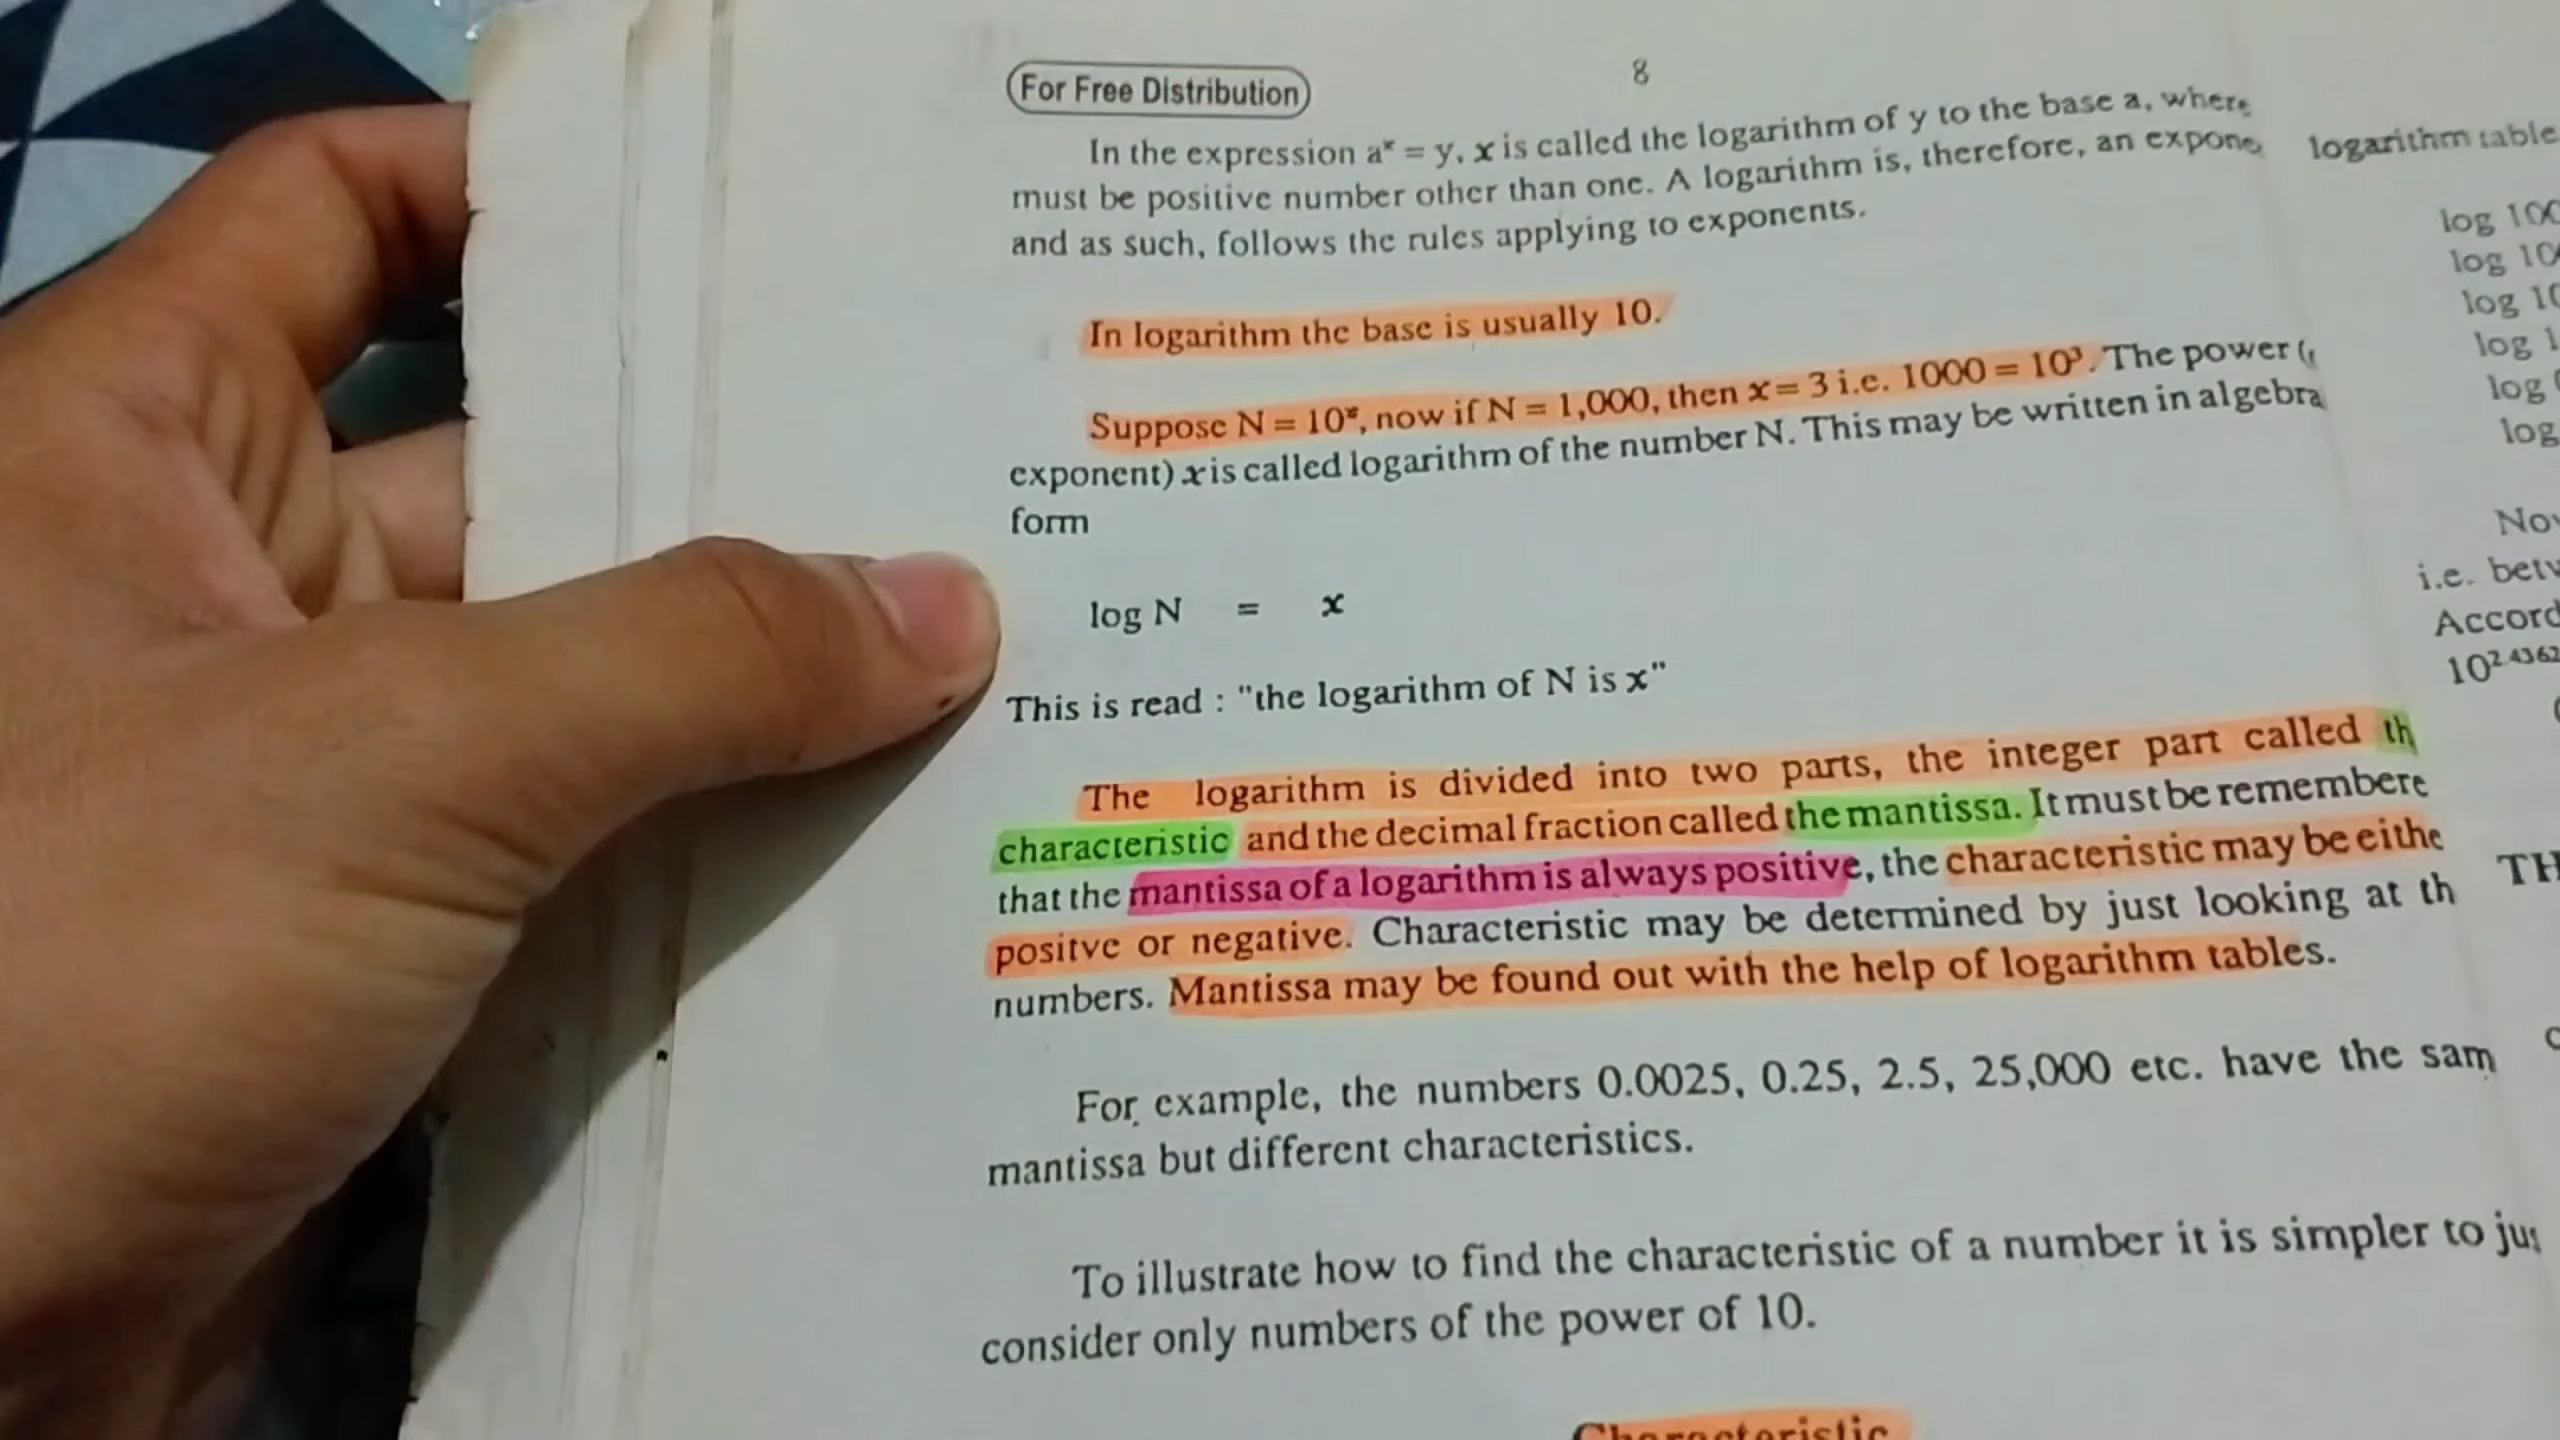 For Free Distribution
8
In the expression aˣ = y, x is called the logarithm of y to the base a, where
must be positive number other than one. A logarithm is, therefore, an
and as such, follows the rules applying to exponents.
In logarithm the base is usually 10.
Suppose N = 10ˣ, now if N = 1,000, then x = 3 i.e. 1000 = 10³. The power
exponent) x is called logarithm of the number N. This may be written in
form
log N = x
This is read : "the logarithm of N is x"
The logarithm is divided into two parts, the integer part called
characteristic and the decimal fraction called the mantissa. It must be
that the mantissa of a logarithm is always positive, the characteristic may be
positve or negative. Characteristic may be determined by just looking at
numbers. Mantissa may be found out with the help of logarithm tables.
For example, the numbers 0.0025, 0.25, 2.5, 25,000 etc. have the
mantissa but different characteristics.
To illustrate how to find the characteristic of a number it is simpler to
consider only numbers of the power of 10.
Characteristic
logarithm table
log
log
log
log
log
log
i.e.